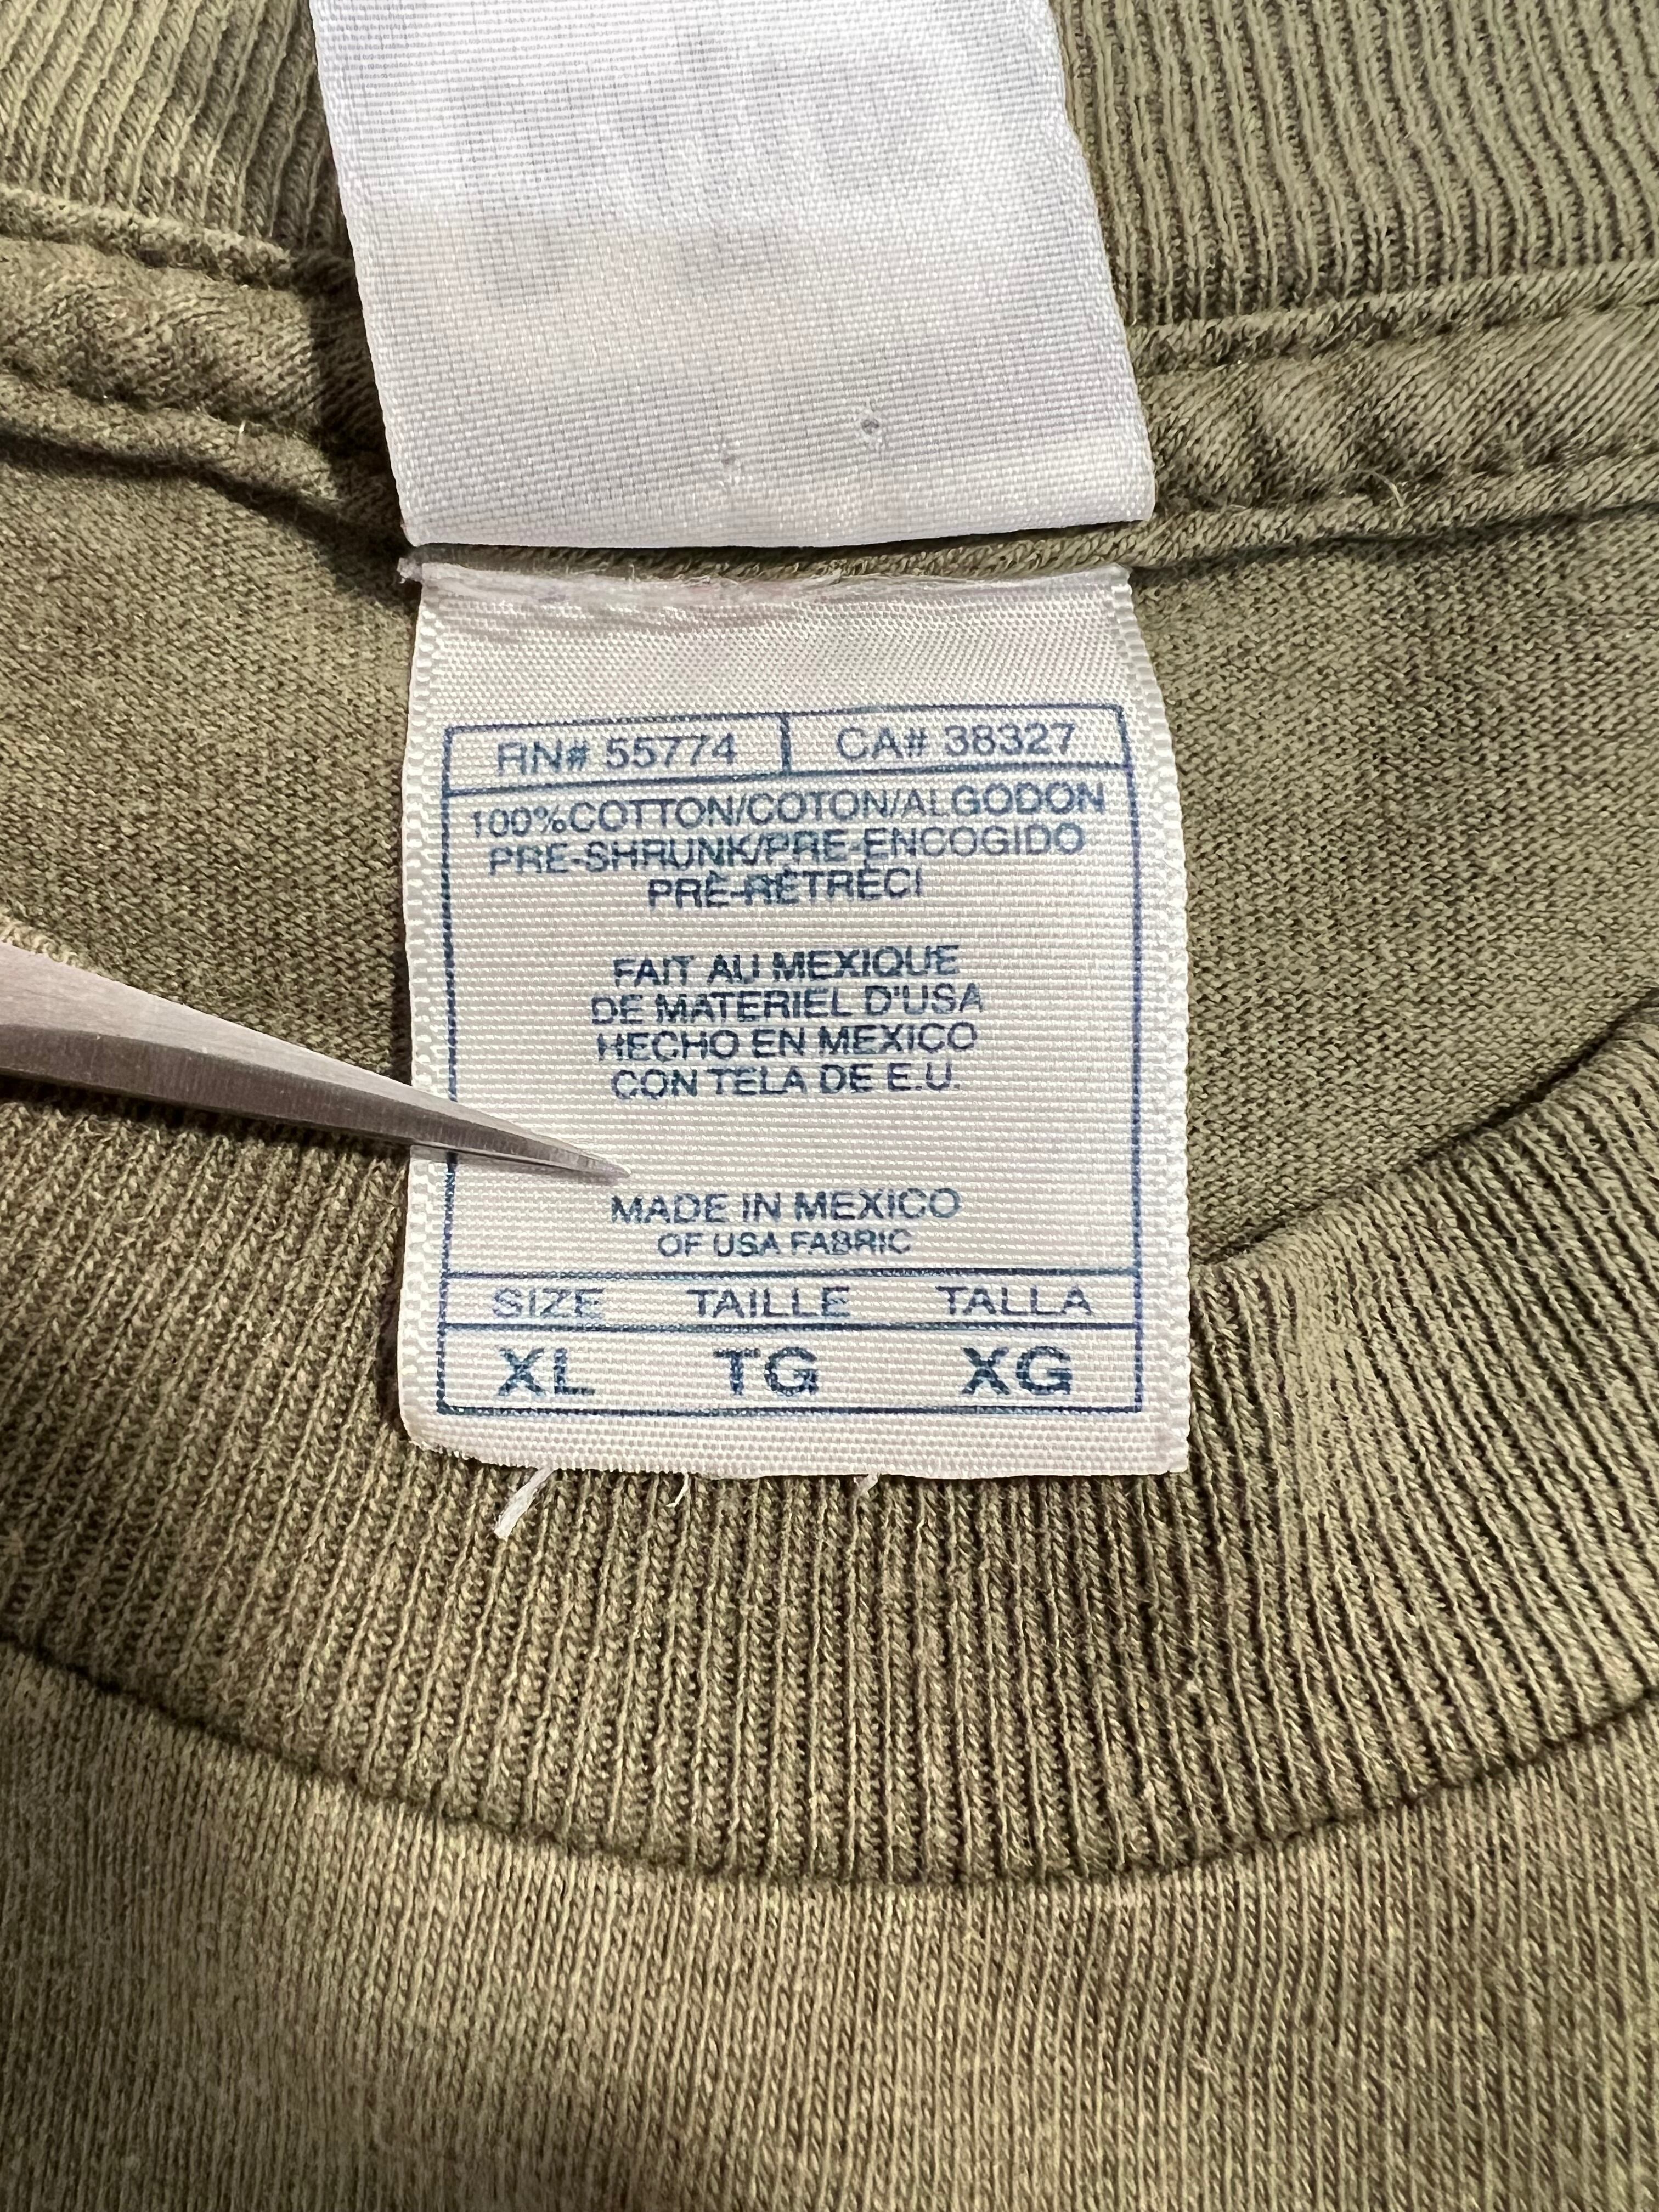 RN# 55774 CA# 38327
100%COTTON/COTON/ALGODON
PRE-SHRUNK/PRE-ENCOGIDO
PRÉ-RÉTRÉCI
FAIT AU MEXIQUE
DE MATERIEL D'USA
HECHO EN MEXICO
CON TELA DE E.U.
MADE IN MEXICO
OF USA FABRIC
SIZE TAILLE TALLA
XL TG XG